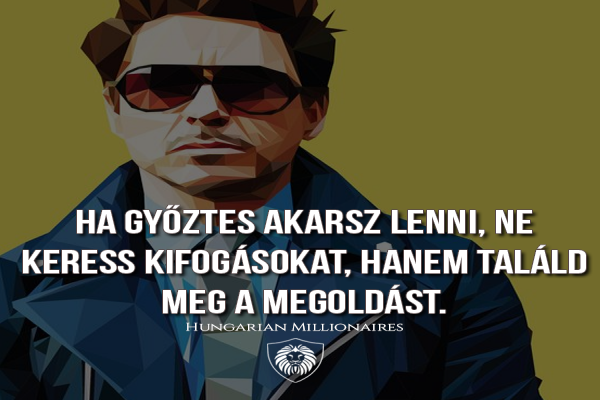 HA GYŐZTES AKARSZ LENNI, NE
KERESS KIFOGÁSOKAT, HANEM TALÁLD
MEG A MEGOLDÁST.
HUNGARIAN MILLIONAIRES